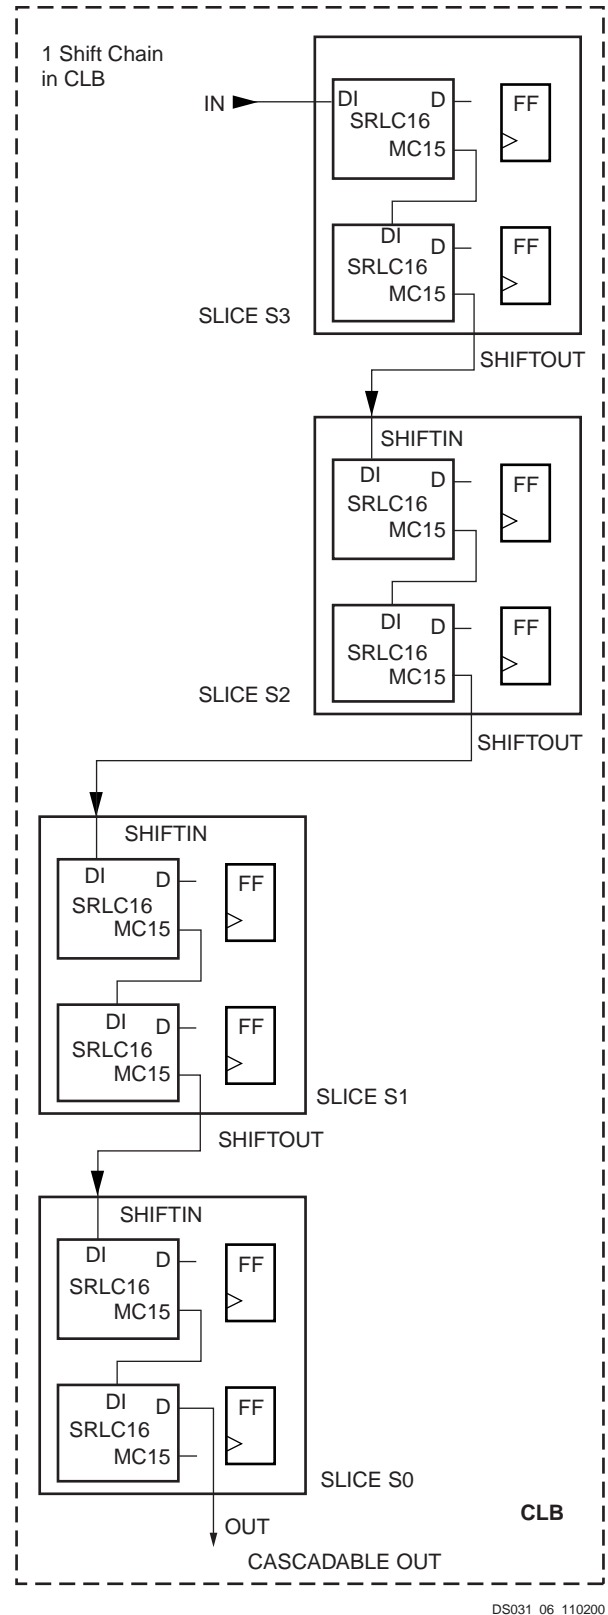 1 Shift Chain
in CLB
IN
DI
D
SRLC16
MC15
FF
DI
D
SRLC16
MC15
FF
SLICE S3
SHIFTOUT
SHIFTIN
DI
D
SRLC16
MC15
FF
DI
D
SRLC16
MC15
FF
SLICE S2
SHIFTOUT
SHIFTIN
DI
D
SRLC16
MC15
FF
DI
D
SRLC16
MC15
FF
SLICE S1
SHIFTOUT
SHIFTIN
DI
D
SRLC16
MC15
FF
DI
D
SRLC16
MC15
FF
SLICE S0
OUT
CLB
CASCADABLE OUT
DS031_06_110200